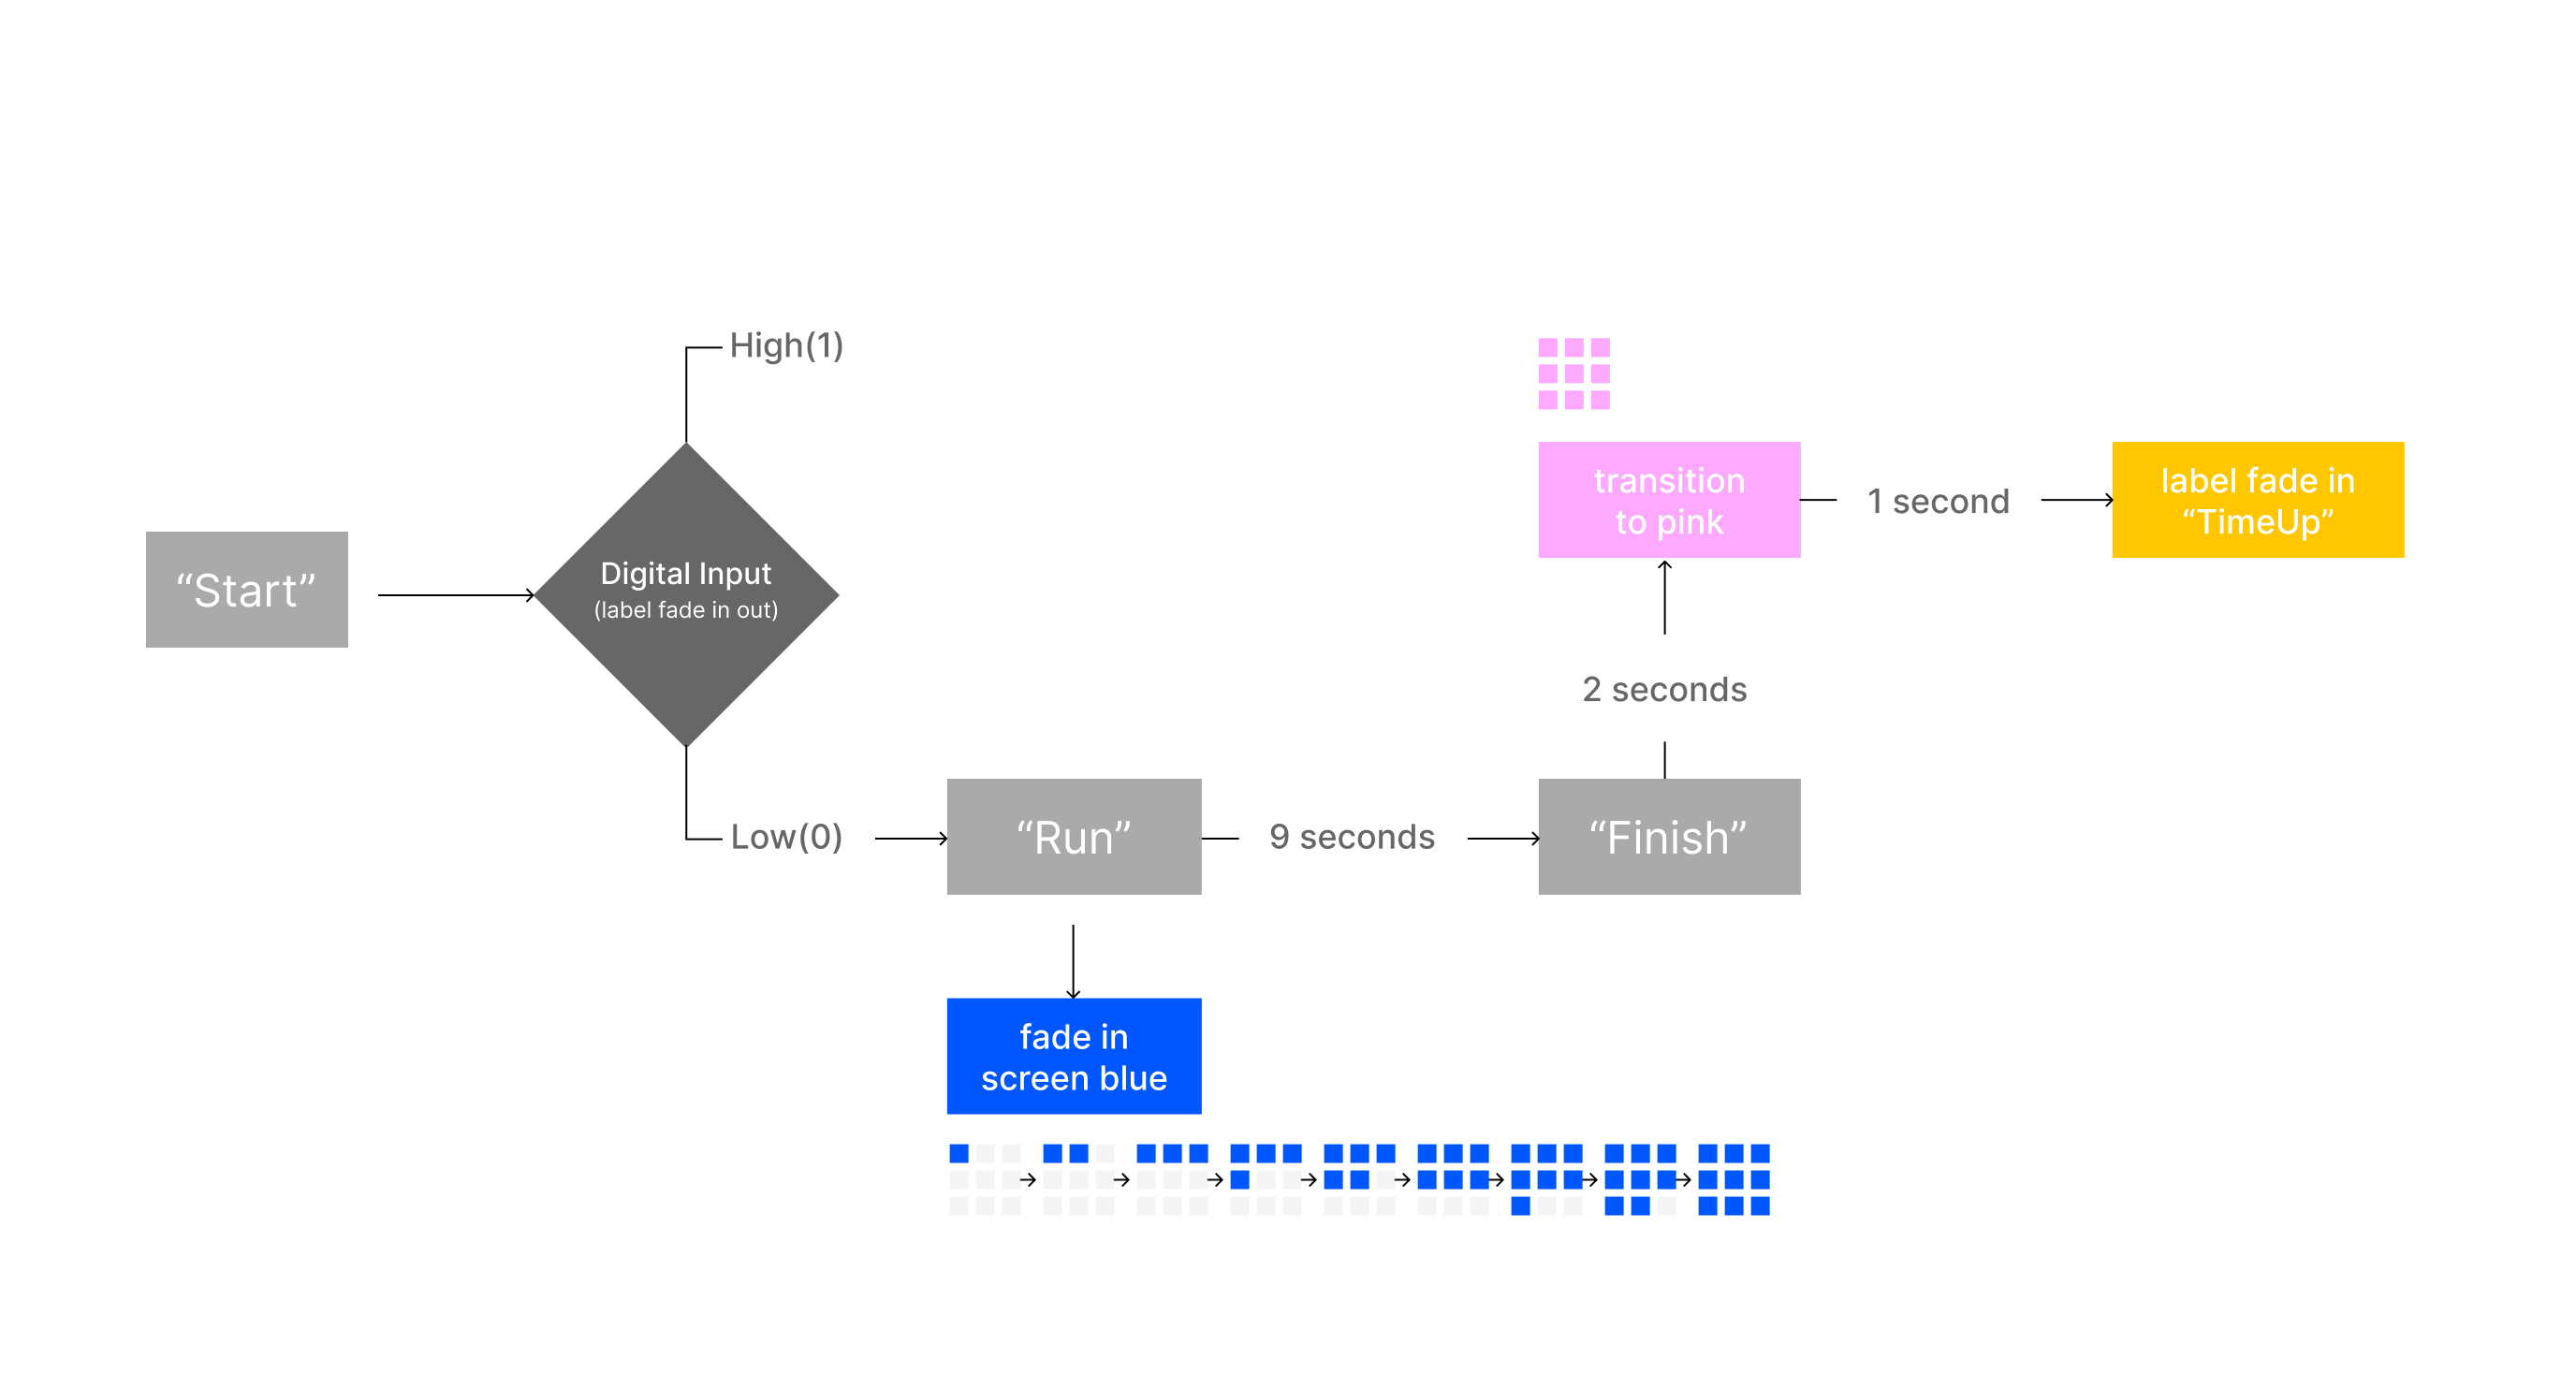 “Start”
Digital Input
(label fade in out)
High(1)
Low(0)
“Run”
fade in
screen blue
9 seconds
“Finish”
2 seconds
transition
to pink
1 second
label fade in
“TimeUp”